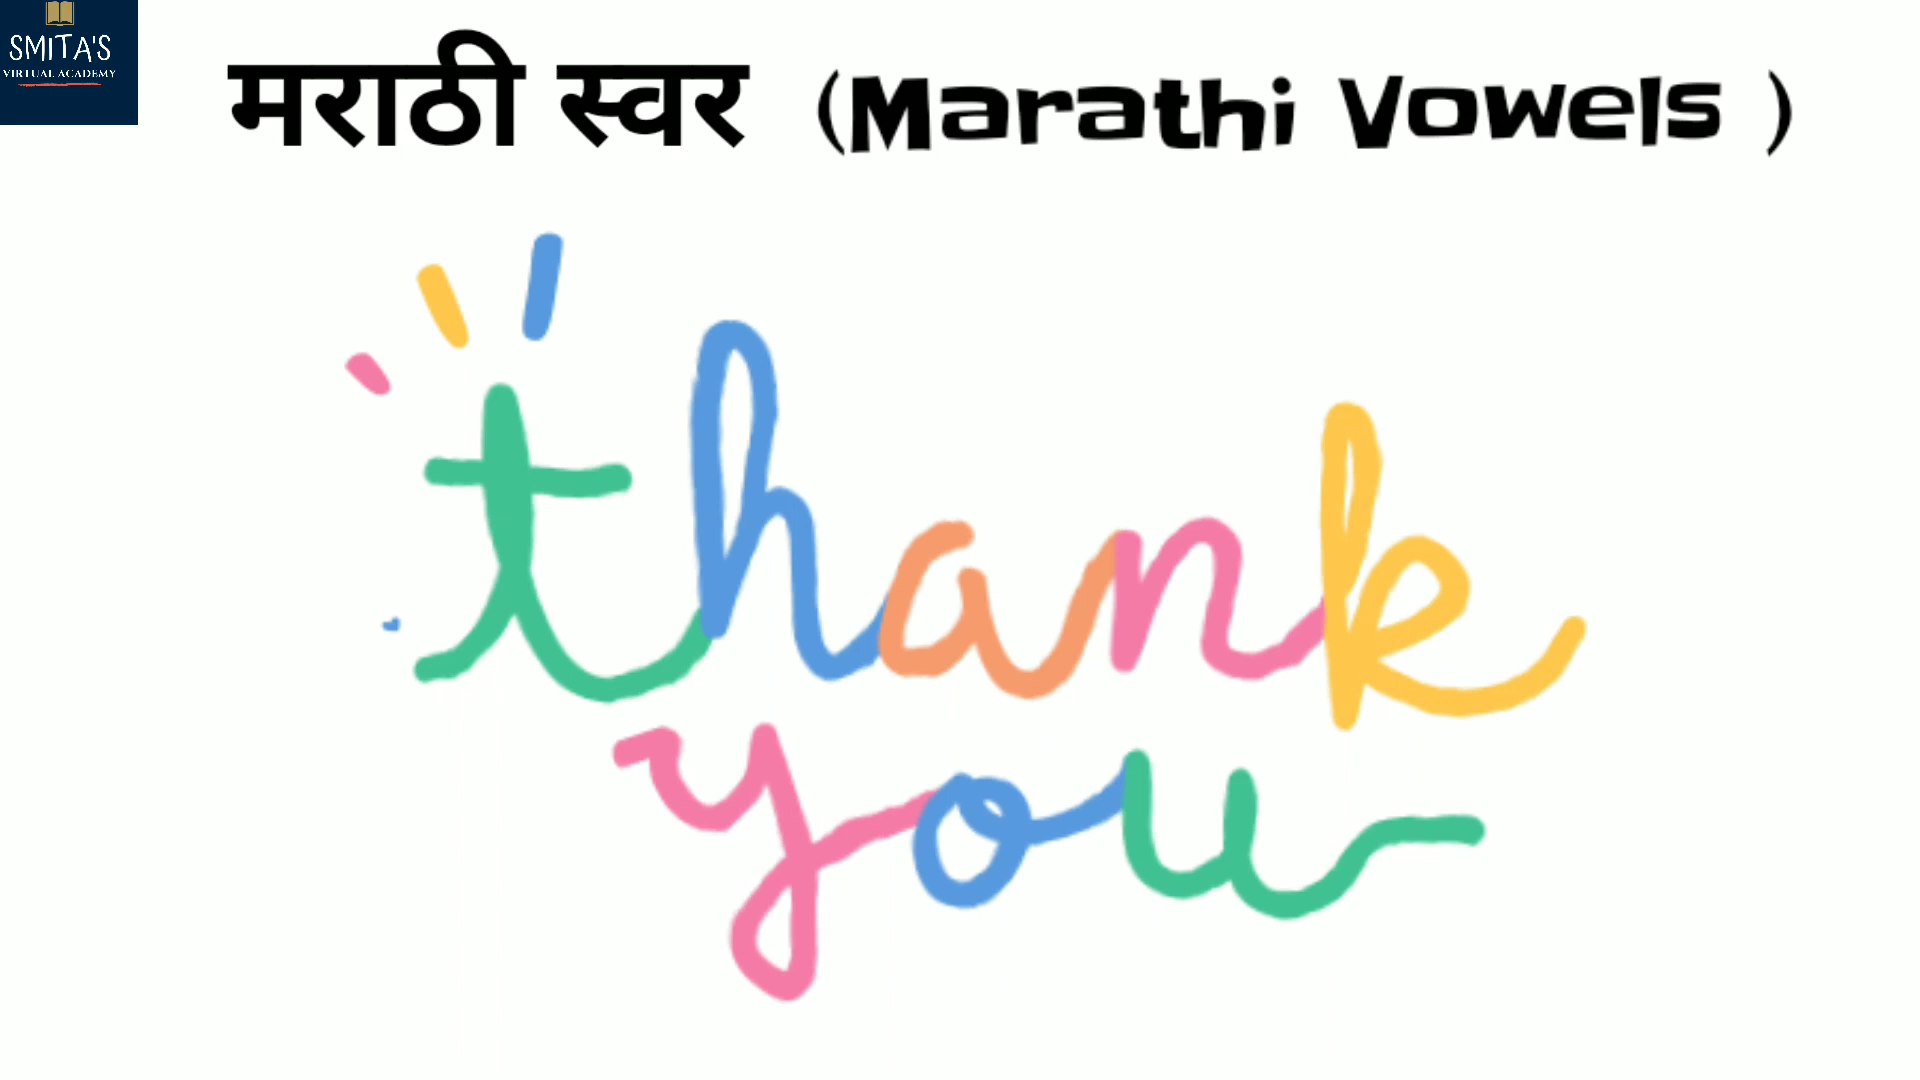 SMITA'S
VIRTUAL ACADEMY
मराठी स्वर (Marathi Vowels )
thank
you